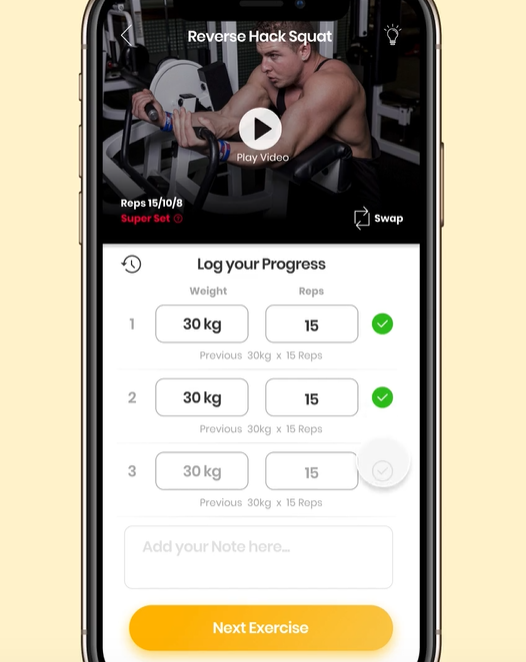 Reverse Hack Squat
Play Video
Reps 15/10/8
Super Set
Swap
Log your Progress
Weight Reps
1 30 kg 15
Previous 30kg x 15 Reps
2 30 kg 15
Previous 30kg x 15 Reps
3 30 kg 15
Previous 30kg x 15 Reps
Add your Note here...
Next Exercise